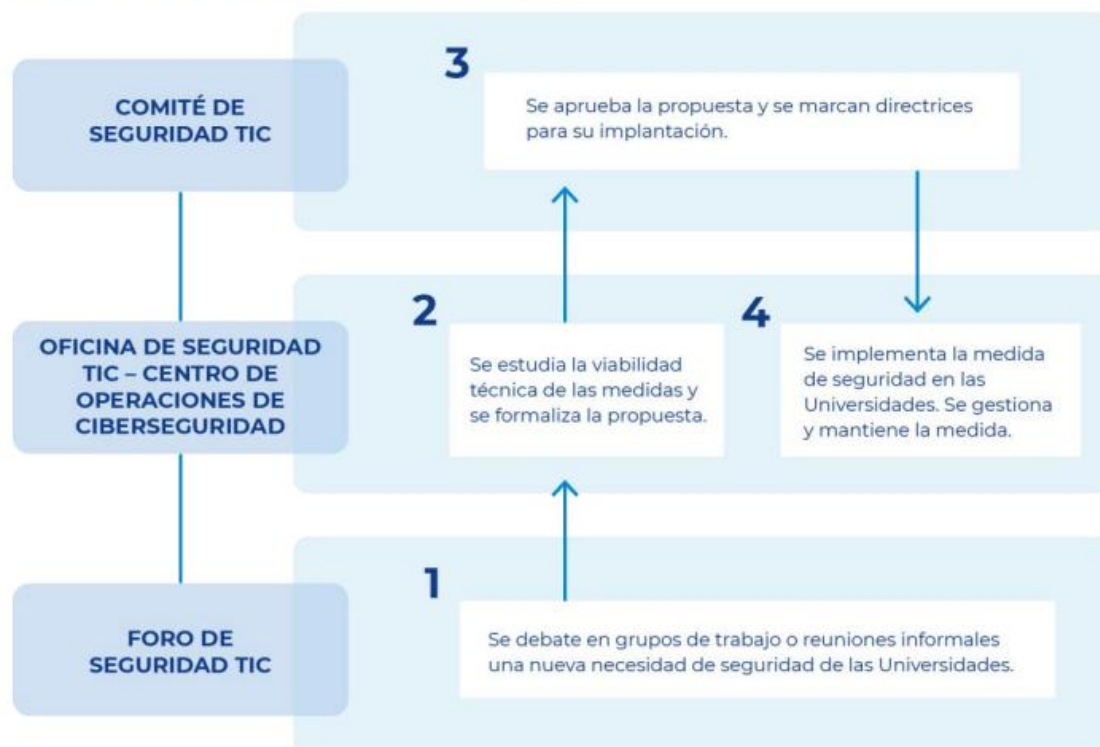 COMITÉ DE
SEGURIDAD TIC
3
Se aprueba la propuesta y se marcan directrices
para su implantación.
OFICINA DE SEGURIDAD
TIC – CENTRO DE
OPERACIONES DE
CIBERSEGURIDAD
2
Se estudia la viabilidad
técnica de las medidas y
se formaliza la propuesta.
4
Se implementa la medida
de seguridad en las
Universidades. Se gestiona
y mantiene la medida.
FORO DE
SEGURIDAD TIC
1
Se debate en grupos de trabajo o reuniones informales
una nueva necesidad de seguridad de las Universidades.